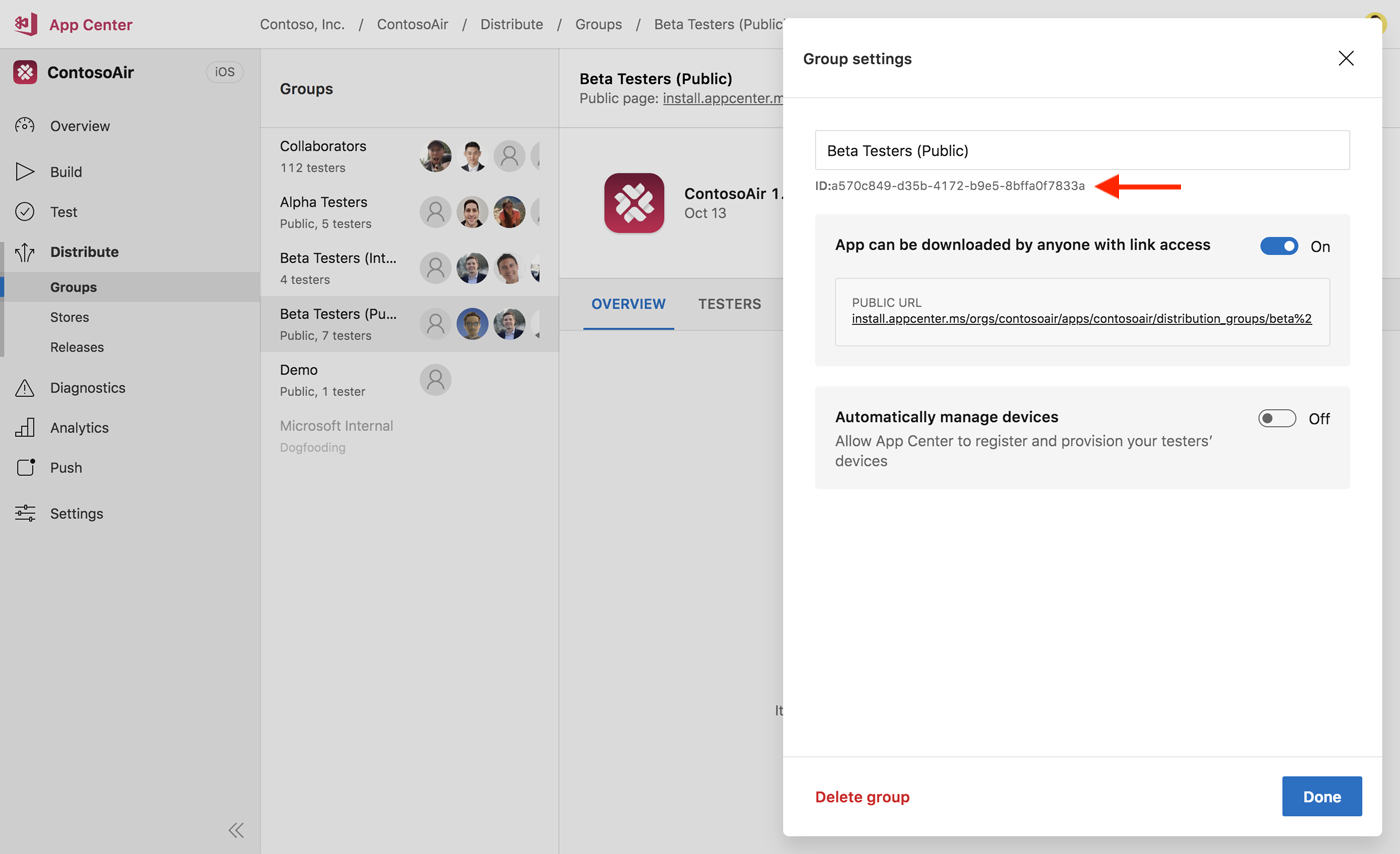 App Center
Contoso, Inc. / ContosoAir / Distribute / Groups / Beta Testers (Public
ContosoAir
iOS
Overview
Build
Test
Distribute
Groups
Stores
Releases
Diagnostics
Analytics
Push
Settings
Groups
Collaborators
112 testers
Alpha Testers
Public, 5 testers
Beta Testers (Int...
4 testers
Beta Testers (Pu...
Public, 7 testers
Demo
Public, 1 tester
Microsoft Internal
Dogfooding
Beta Testers (Public)
Public page: install.appcenter.m
ContosoAir 1.
Oct 13
OVERVIEW TESTERS
It
Group settings
Beta Testers (Public)
ID:a570c849-d35b-4172-b9e5-8bffa0f7833a
App can be downloaded by anyone with link access
On
PUBLIC URL
install.appcenter.ms/orgs/contosoair/apps/contosoair/distribution_groups/beta%2
Automatically manage devices
Off
Allow App Center to register and provision your testers’
devices
Delete group
Done